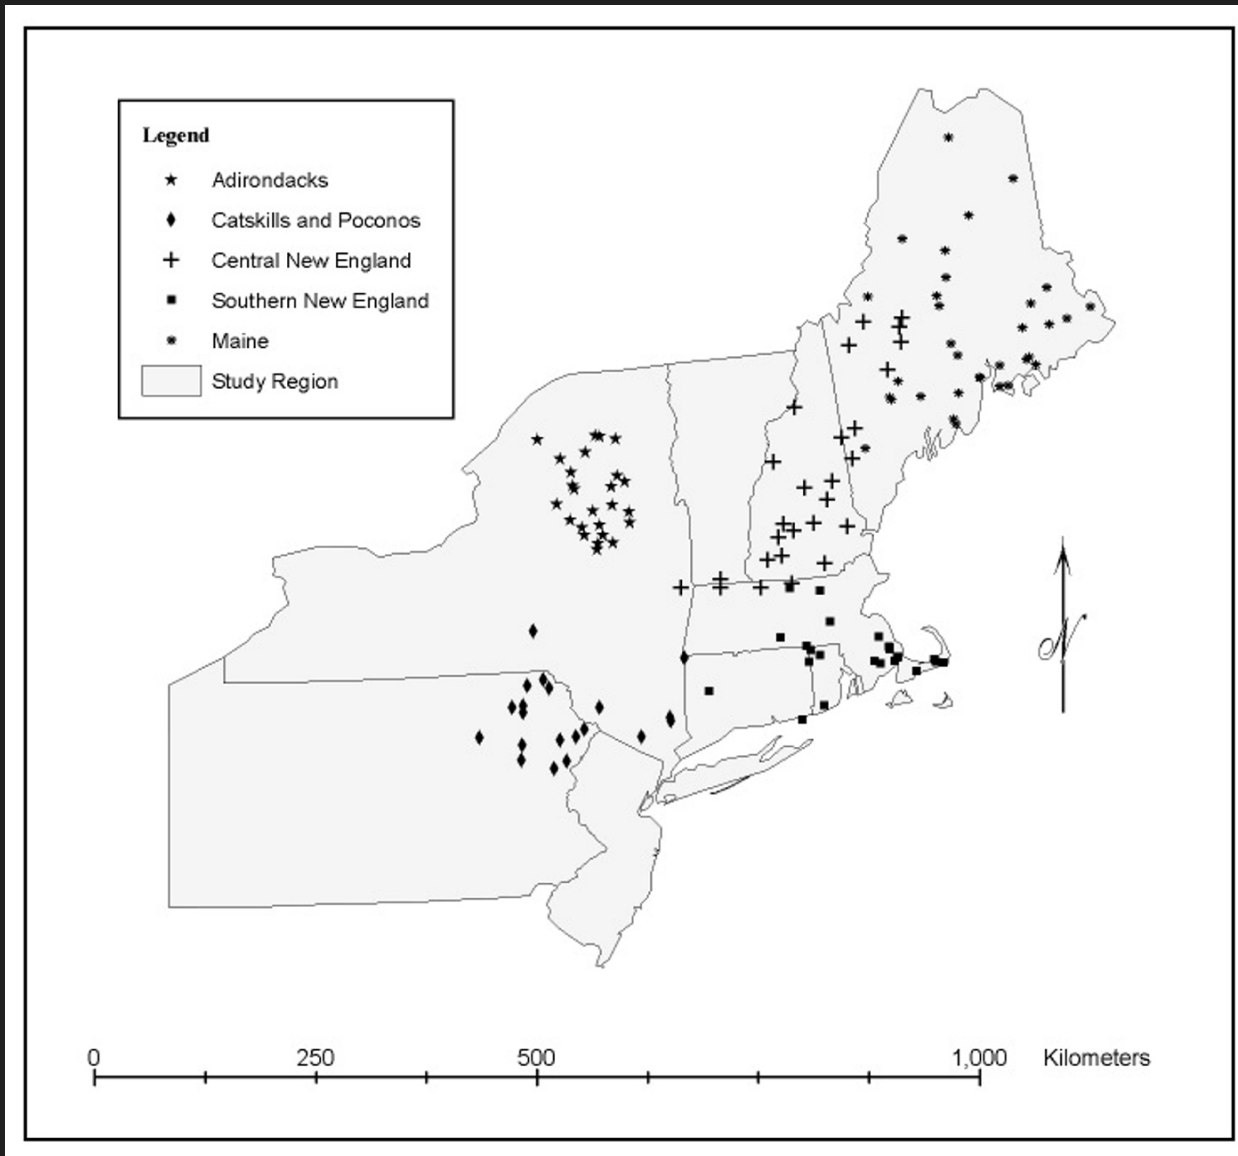 Legend
Adirondacks
Catskills and Poconos
Central New England
Southern New England
Maine
Study Region
N
0 250 500 1,000 Kilometers